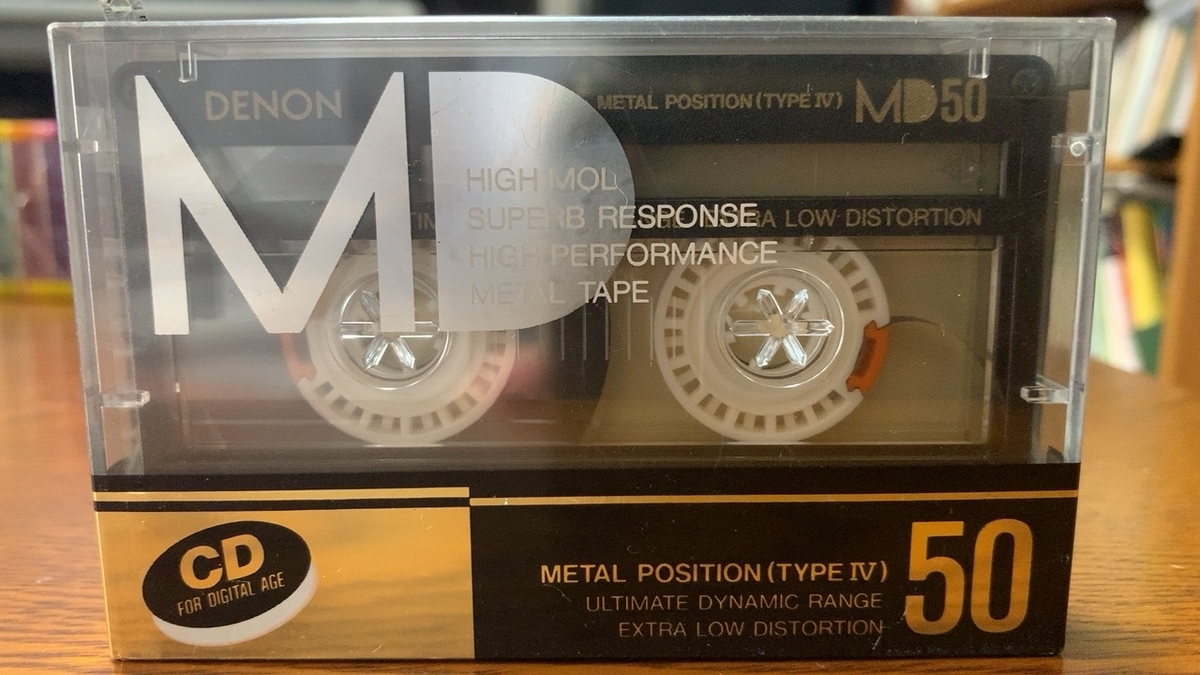 DENON
METAL POSITION (TYPE IV) MD50
MD
HIGH MOL
SUPERB RESPONSE
HIGH PERFORMANCE
METAL TAPE
EXTRA LOW DISTORTION
CD
FOR DIGITAL AGE
METAL POSITION (TYPE IV)
ULTIMATE DYNAMIC RANGE
EXTRA LOW DISTORTION
50